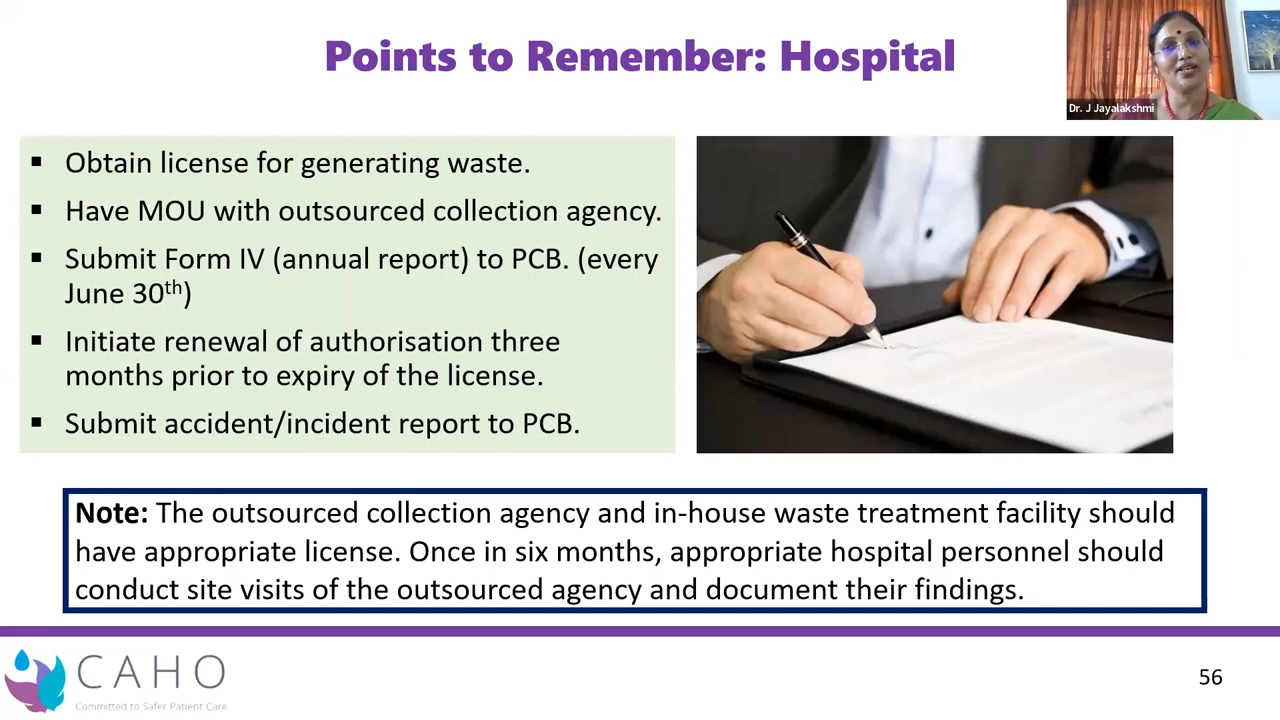 Points to Remember: Hospital
Dr. J Jayalakshmi
▪ Obtain license for generating waste.
▪ Have MOU with outsourced collection agency.
▪ Submit Form IV (annual report) to PCB. (every
June 30th)
▪ Initiate renewal of authorisation three
months prior to expiry of the license.
▪ Submit accident/incident report to PCB.
Note: The outsourced collection agency and in-house waste treatment facility should
have appropriate license. Once in six months, appropriate hospital personnel should
conduct site visits of the outsourced agency and document their findings.
CAHO
Committed to Safer Patient Care
56